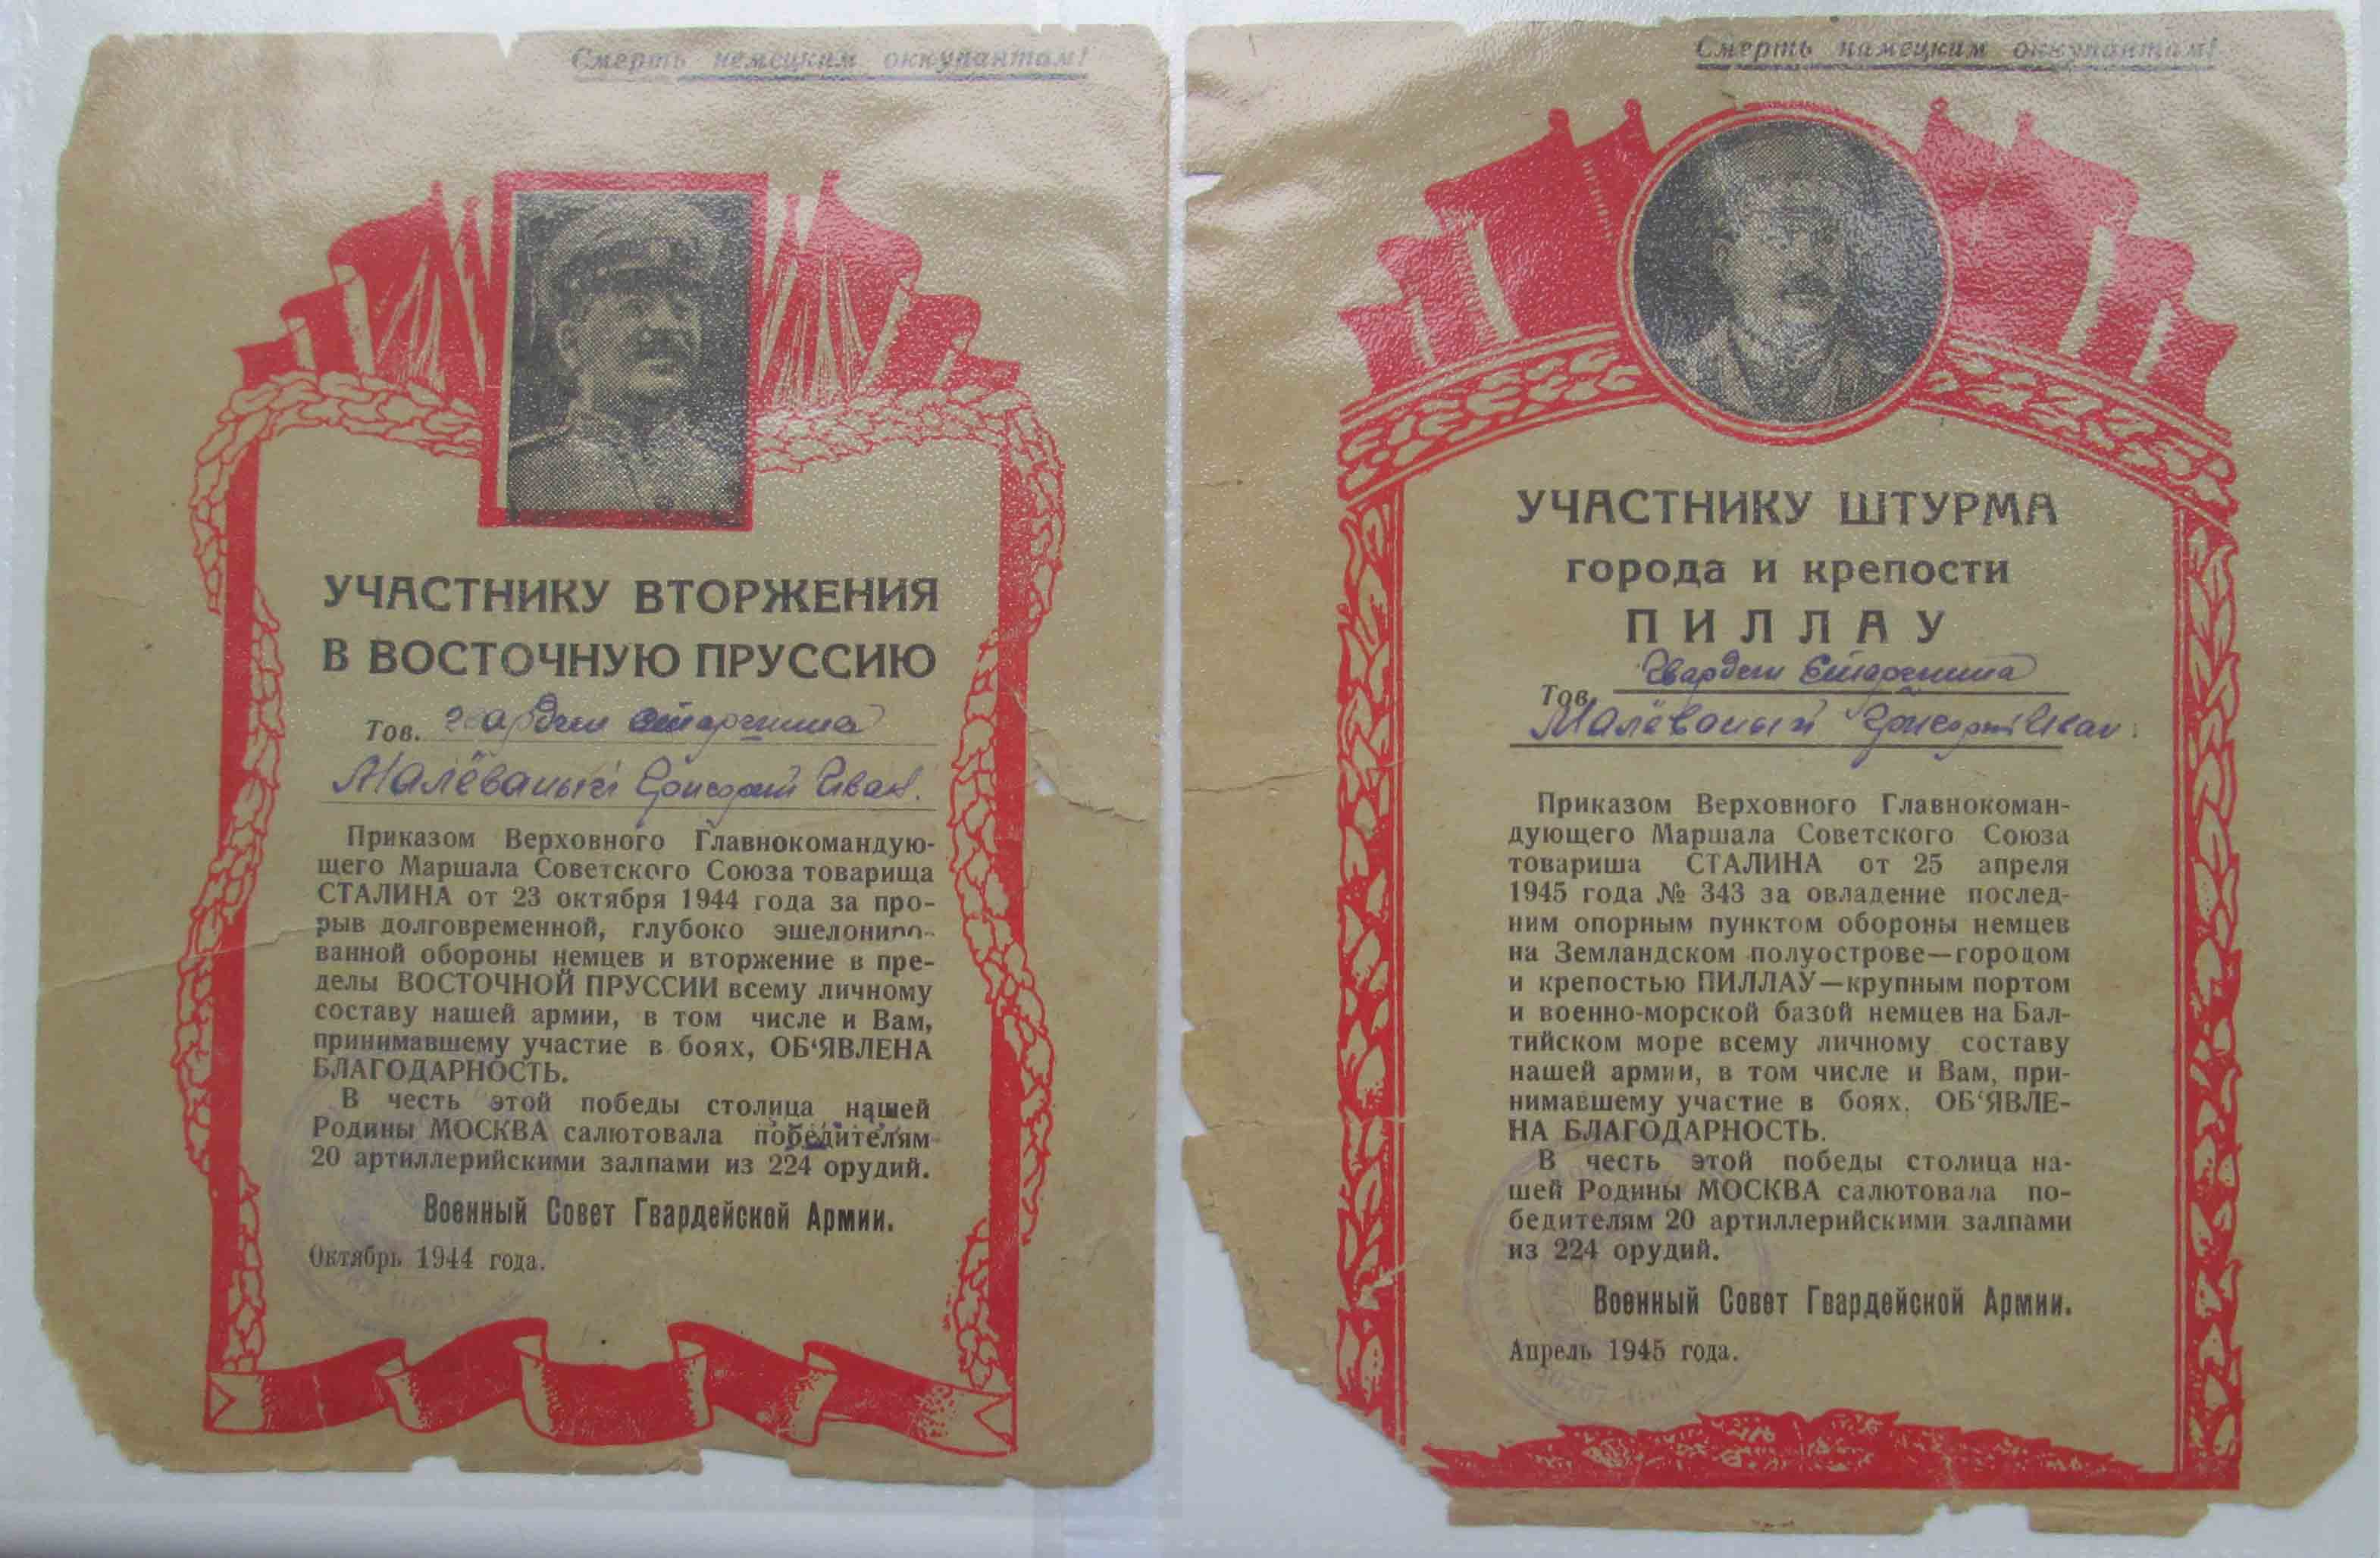 Смерть немецким оккупантам!
УЧАСТНИКУ ВТОРЖЕНИЯ
В ВОСТОЧНУЮ ПРУССИЮ
Тов. гвардии старшина
Малёваный Григорий Иван.
Приказом Верховного Главнокомандую-
щего Маршала Советского Союза товарища
СТАЛИНА от 23 октября 1944 года за про-
рыв долговременной, глубоко эшелониро-
ванной обороны немцев и вторжение в пре-
делы ВОСТОЧНОЙ ПРУССИИ всему личному
составу нашей армии, в том числе и Вам,
принимавшему участие в боях, ОБ‘ЯВЛЕНА
БЛАГОДАРНОСТЬ.
В честь этой победы столица нашей
Родины МОСКВА салютовала победителям
20 артиллерийскими залпами из 224 орудий.
Военный Совет Гвардейской Армии.
Октябрь 1944 года.
Смерть намецким оккупантам!
УЧАСТНИКУ ШТУРМА
города и крепости
ПИЛЛАУ
гвардии старшина
Тов.
Малёваный Григорий Иван.
Приказом Верховного Главнокоман-
дующего Маршала Советского Союза
товариша СТАЛИНА от 25 апреля
1945 года № 343 за овладение послед-
ним опорным пунктом обороны немцев
на Земландском полуострове—городом
и крепостью ПИЛЛАУ—крупным портом
и военно-морской базой немцев на Бал-
тийском море всему личному составу
нашей армии, в том числе и Вам, при-
нимавшему участие в боях, ОБ‘ЯВЛЕ-
НА БЛАГОДАРНОСТЬ.
В честь этой победы столица на-
шей Родины МОСКВА салютовала по-
бедителям 20 артиллерийскими залпами
из 224 орудий.
Военный Совет Гвардейской Армии.
Апрель 1945 года.